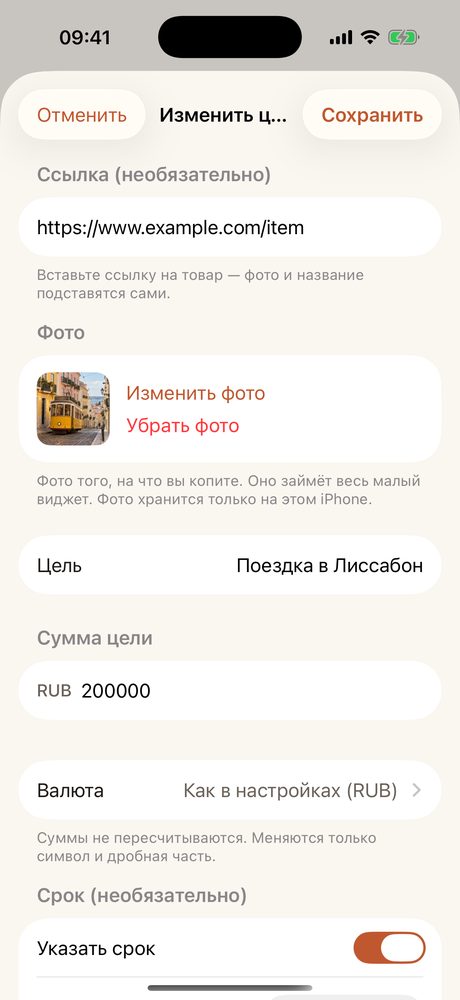 09:41
Отменить
Изменить ц...
Сохранить
Ссылка (необязательно)
https://www.example.com/item
Вставьте ссылку на товар — фото и название
подставятся сами.
Фото
Изменить фото
Убрать фото
Фото того, на что вы копите. Оно займёт весь малый
виджет. Фото хранится только на этом iPhone.
Цель
Поездка в Лиссабон
Сумма цели
RUB 200000
Валюта
Как в настройках (RUB)
Суммы не пересчитываются. Меняются только
символ и дробная часть.
Срок (необязательно)
Указать срок